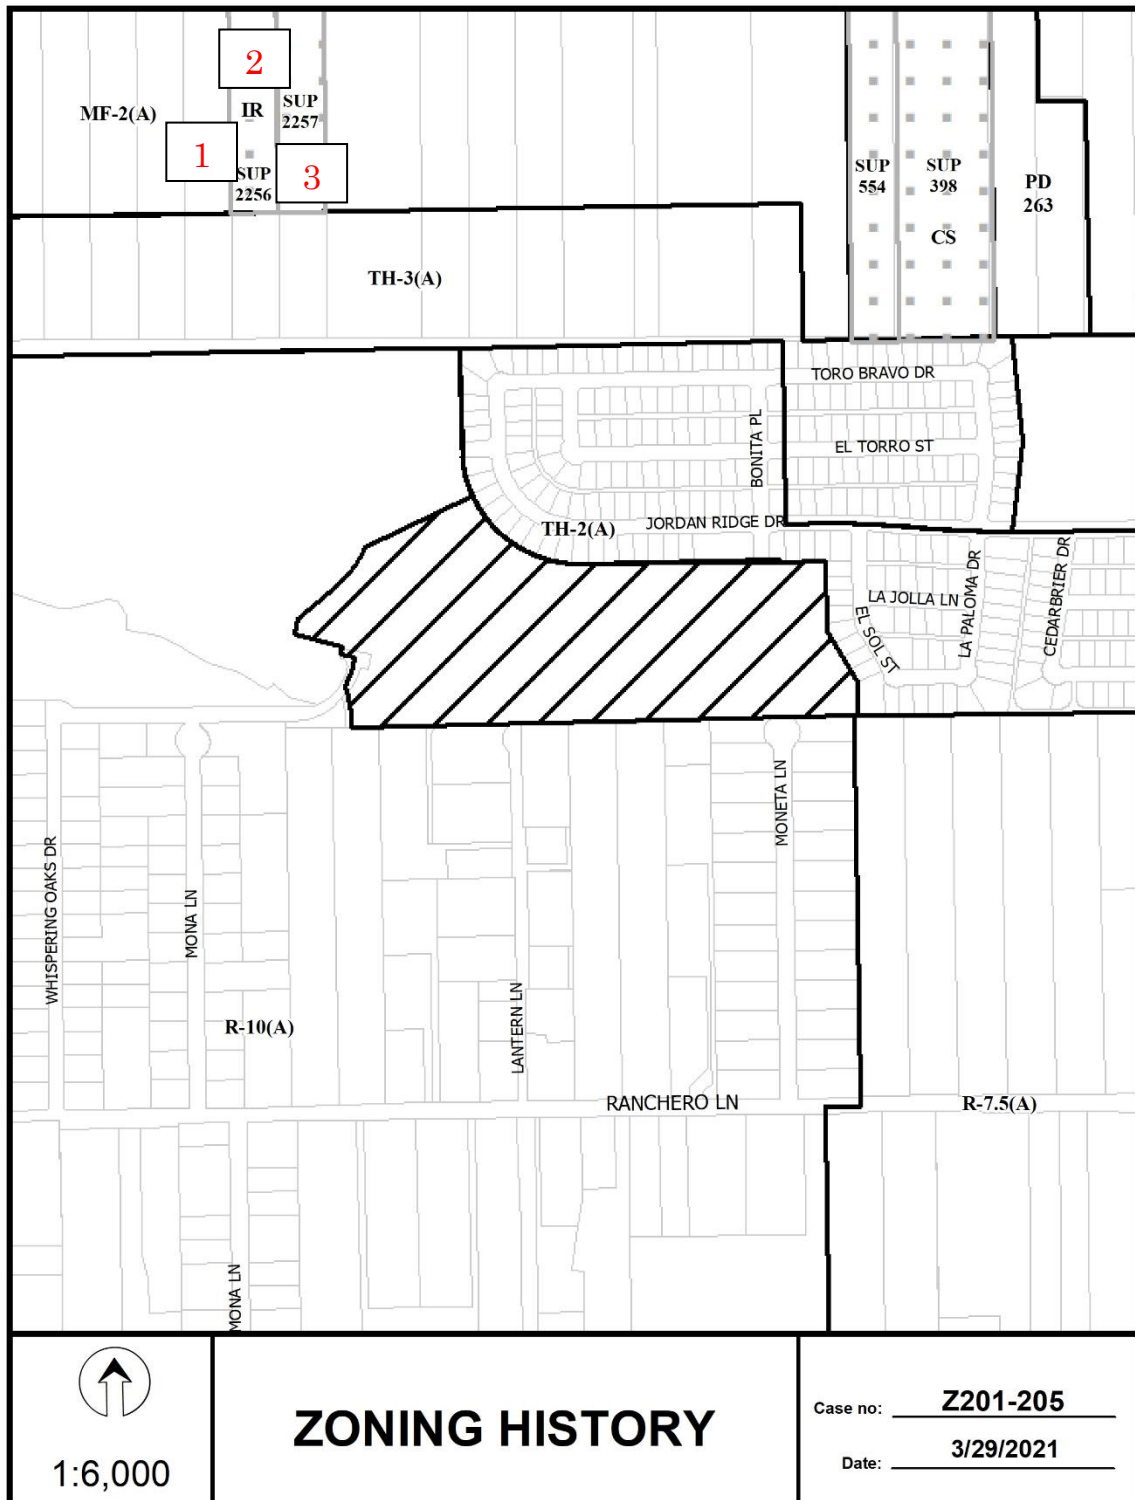 2
MF-2(A)
IR
SUP
2257
1
SUP
2256
3
SUP
554
SUP
398
PD
263
CS
TH-3(A)
TORO BRAVO DR
BONITA PL
EL TORRO ST
TH-2(A)
JORDAN RIDGE DR
LA JOLLA LN
LA PALOMA DR
CEDARBRIER DR
EL SOL ST
WHISPERING OAKS DR
MONA LN
MONETA LN
LANTERN LN
R-10(A)
RANCHERO LN
R-7.5(A)
MONA LN
1:6,000
ZONING HISTORY
Case no: Z201-205
Date: 3/29/2021